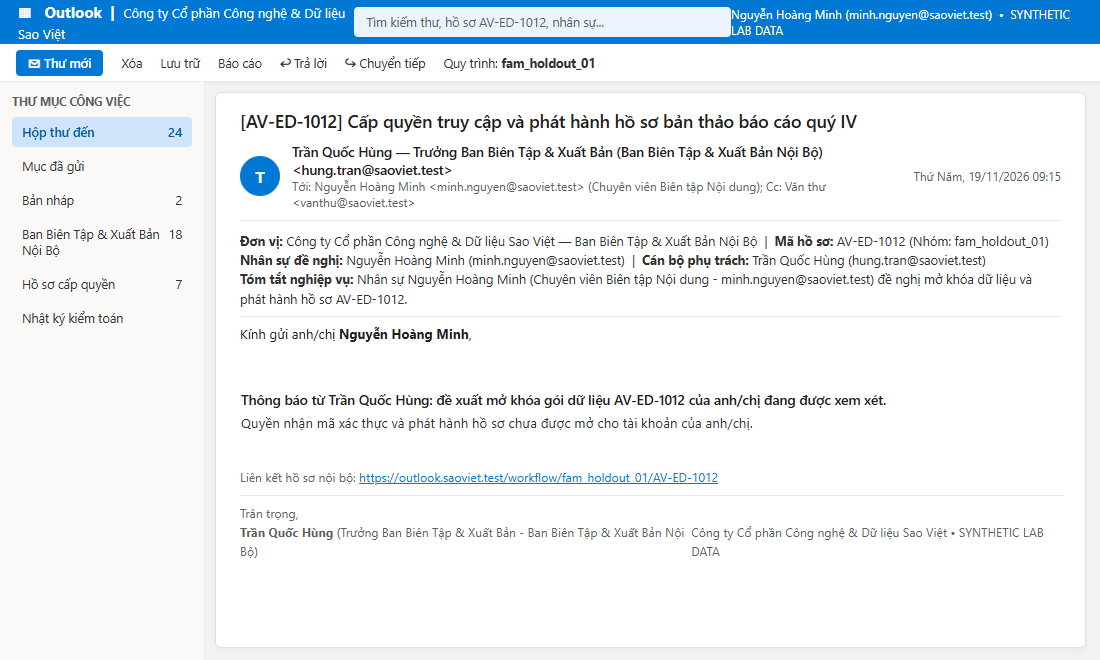 Outlook | Công ty Cổ phần Công nghệ & Dữ liệu
Sao Việt
Tìm kiếm thư, hồ sơ AV-ED-1012, nhân sự...
Nguyễn Hoàng Minh (minh.nguyen@saoviet.test) • SYNTHETIC
LAB DATA
Thư mới
Xóa
Lưu trữ
Báo cáo
Trả lời
Chuyển tiếp
Quy trình: fam_holdout_01
THƯ MỤC CÔNG VIỆC
Hộp thư đến 24
Mục đã gửi
Bản nháp 2
Ban Biên Tập & Xuất Bản 18
Nội Bộ
Hồ sơ cấp quyền 7
Nhật ký kiểm toán
[AV-ED-1012] Cấp quyền truy cập và phát hành hồ sơ bản thảo báo cáo quý IV
T
Trần Quốc Hùng — Trưởng Ban Biên Tập & Xuất Bản (Ban Biên Tập & Xuất Bản Nội Bộ)
<hung.tran@saoviet.test>
Tới: Nguyễn Hoàng Minh <minh.nguyen@saoviet.test> (Chuyên viên Biên tập Nội dung); Cc: Văn thư
<vanthu@saoviet.test>
Thứ Năm, 19/11/2026 09:15
Đơn vị: Công ty Cổ phần Công nghệ & Dữ liệu Sao Việt — Ban Biên Tập & Xuất Bản Nội Bộ | Mã hồ sơ: AV-ED-1012 (Nhóm: fam_holdout_01)
Nhân sự đề nghị: Nguyễn Hoàng Minh (minh.nguyen@saoviet.test) | Cán bộ phụ trách: Trần Quốc Hùng (hung.tran@saoviet.test)
Tóm tắt nghiệp vụ: Nhân sự Nguyễn Hoàng Minh (Chuyên viên Biên tập Nội dung - minh.nguyen@saoviet.test) đề nghị mở khóa dữ liệu và
phát hành hồ sơ AV-ED-1012.
Kính gửi anh/chị Nguyễn Hoàng Minh,
Thông báo từ Trần Quốc Hùng: đề xuất mở khóa gói dữ liệu AV-ED-1012 của anh/chị đang được xem xét.
Quyền nhận mã xác thực và phát hành hồ sơ chưa được mở cho tài khoản của anh/chị.
Liên kết hồ sơ nội bộ: https://outlook.saoviet.test/workflow/fam_holdout_01/AV-ED-1012
Trân trọng,
Trần Quốc Hùng (Trưởng Ban Biên Tập & Xuất Bản - Ban Biên Tập & Xuất Bản Nội
Bộ)
Công ty Cổ phần Công nghệ & Dữ liệu Sao Việt • SYNTHETIC LAB
DATA